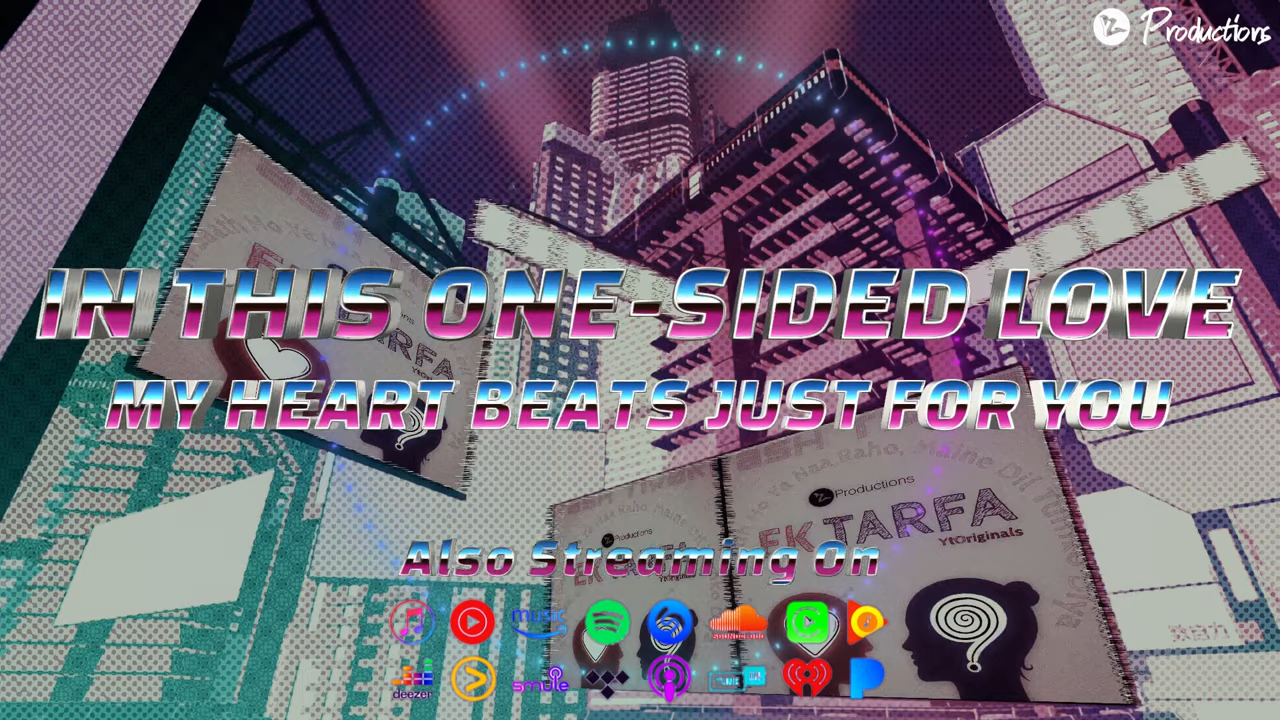 Productions
IN THIS ONE-SIDED LOVE
MY HEART BEATS JUST FOR YOU
Productions
EK TARFA
YtOriginals
Also Streaming On
music
SOUNDCLOUD
deezer
smule